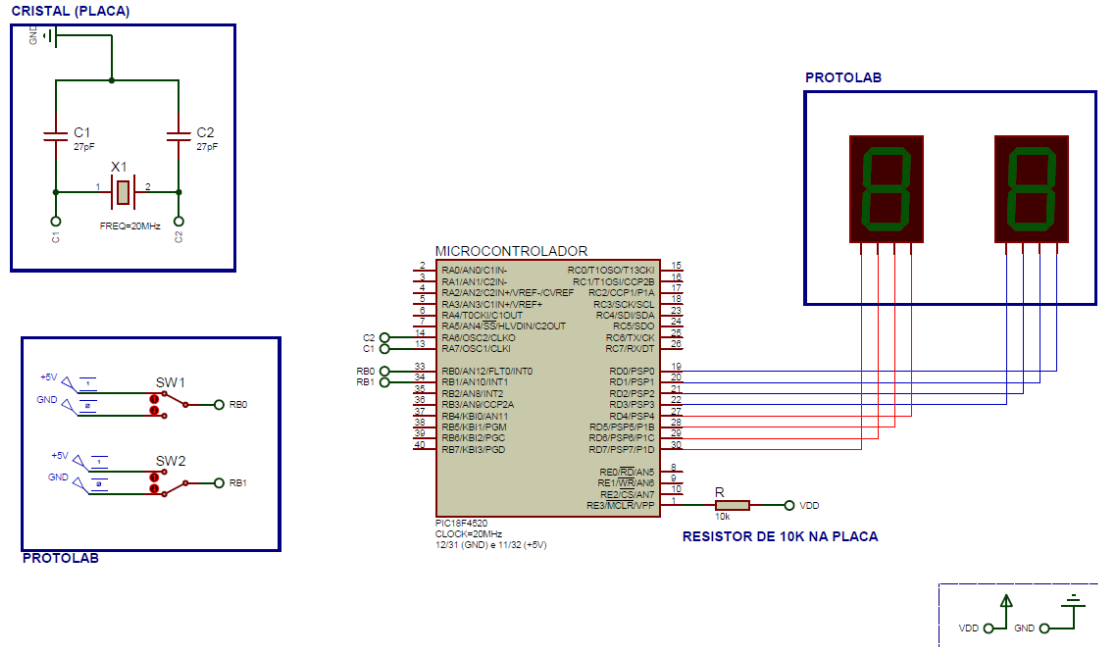 CRISTAL (PLACA)
GND
C1
27pF
C2
27pF
X1
1
2
FREQ=20MHz
C1
C2
PROTOLAB
MICROCONTROLADOR
2 RA0/AN0/C1IN- RC0/T1OSO/T13CKI 15
3 RA1/AN1/C2IN- RC1/T1OSI/CCP2B 16
4 RA2/AN2/C2IN+/VREF-/CVREF RC2/CCP1/P1A 17
5 RA3/AN3/C1IN+/VREF+ RC3/SCK/SCL 18
6 RA4/T0CKI/C1OUT RC4/SDI/SDA 23
7 RA5/AN4/SS/HLVDIN/C2OUT RC5/SDO 24
C2 14 RA6/OSC2/CLKO RC6/TX/CK 25
C1 13 RA7/OSC1/CLKI RC7/RX/DT 26
RB0 33 RB0/AN12/FLT0/INT0 RD0/PSP0 19
RB1 34 RB1/AN10/INT1 RD1/PSP1 20
35 RB2/AN8/INT2 RD2/PSP2 21
36 RB3/AN9/CCP2A RD3/PSP3 22
37 RB4/KBI0/AN11 RD4/PSP4 27
38 RB5/KBI1/PGM RD5/PSP5/P1B 28
39 RB6/KBI2/PGC RD6/PSP6/P1C 29
40 RB7/KBI3/PGD RD7/PSP7/P1D 30
RE0/RD/AN5 8
RE1/WR/AN6 9
RE2/CS/AN7 10
RE3/MCLR/VPP 1
PIC18F4520
CLOCK=20MHz
12/31 (GND) e 11/32 (+5V)
R
10k
VDD
RESISTOR DE 10K NA PLACA
+5V 1
GND 0
SW1
RB0
+5V 1
GND 0
SW2
RB1
PROTOLAB
VDD
GND